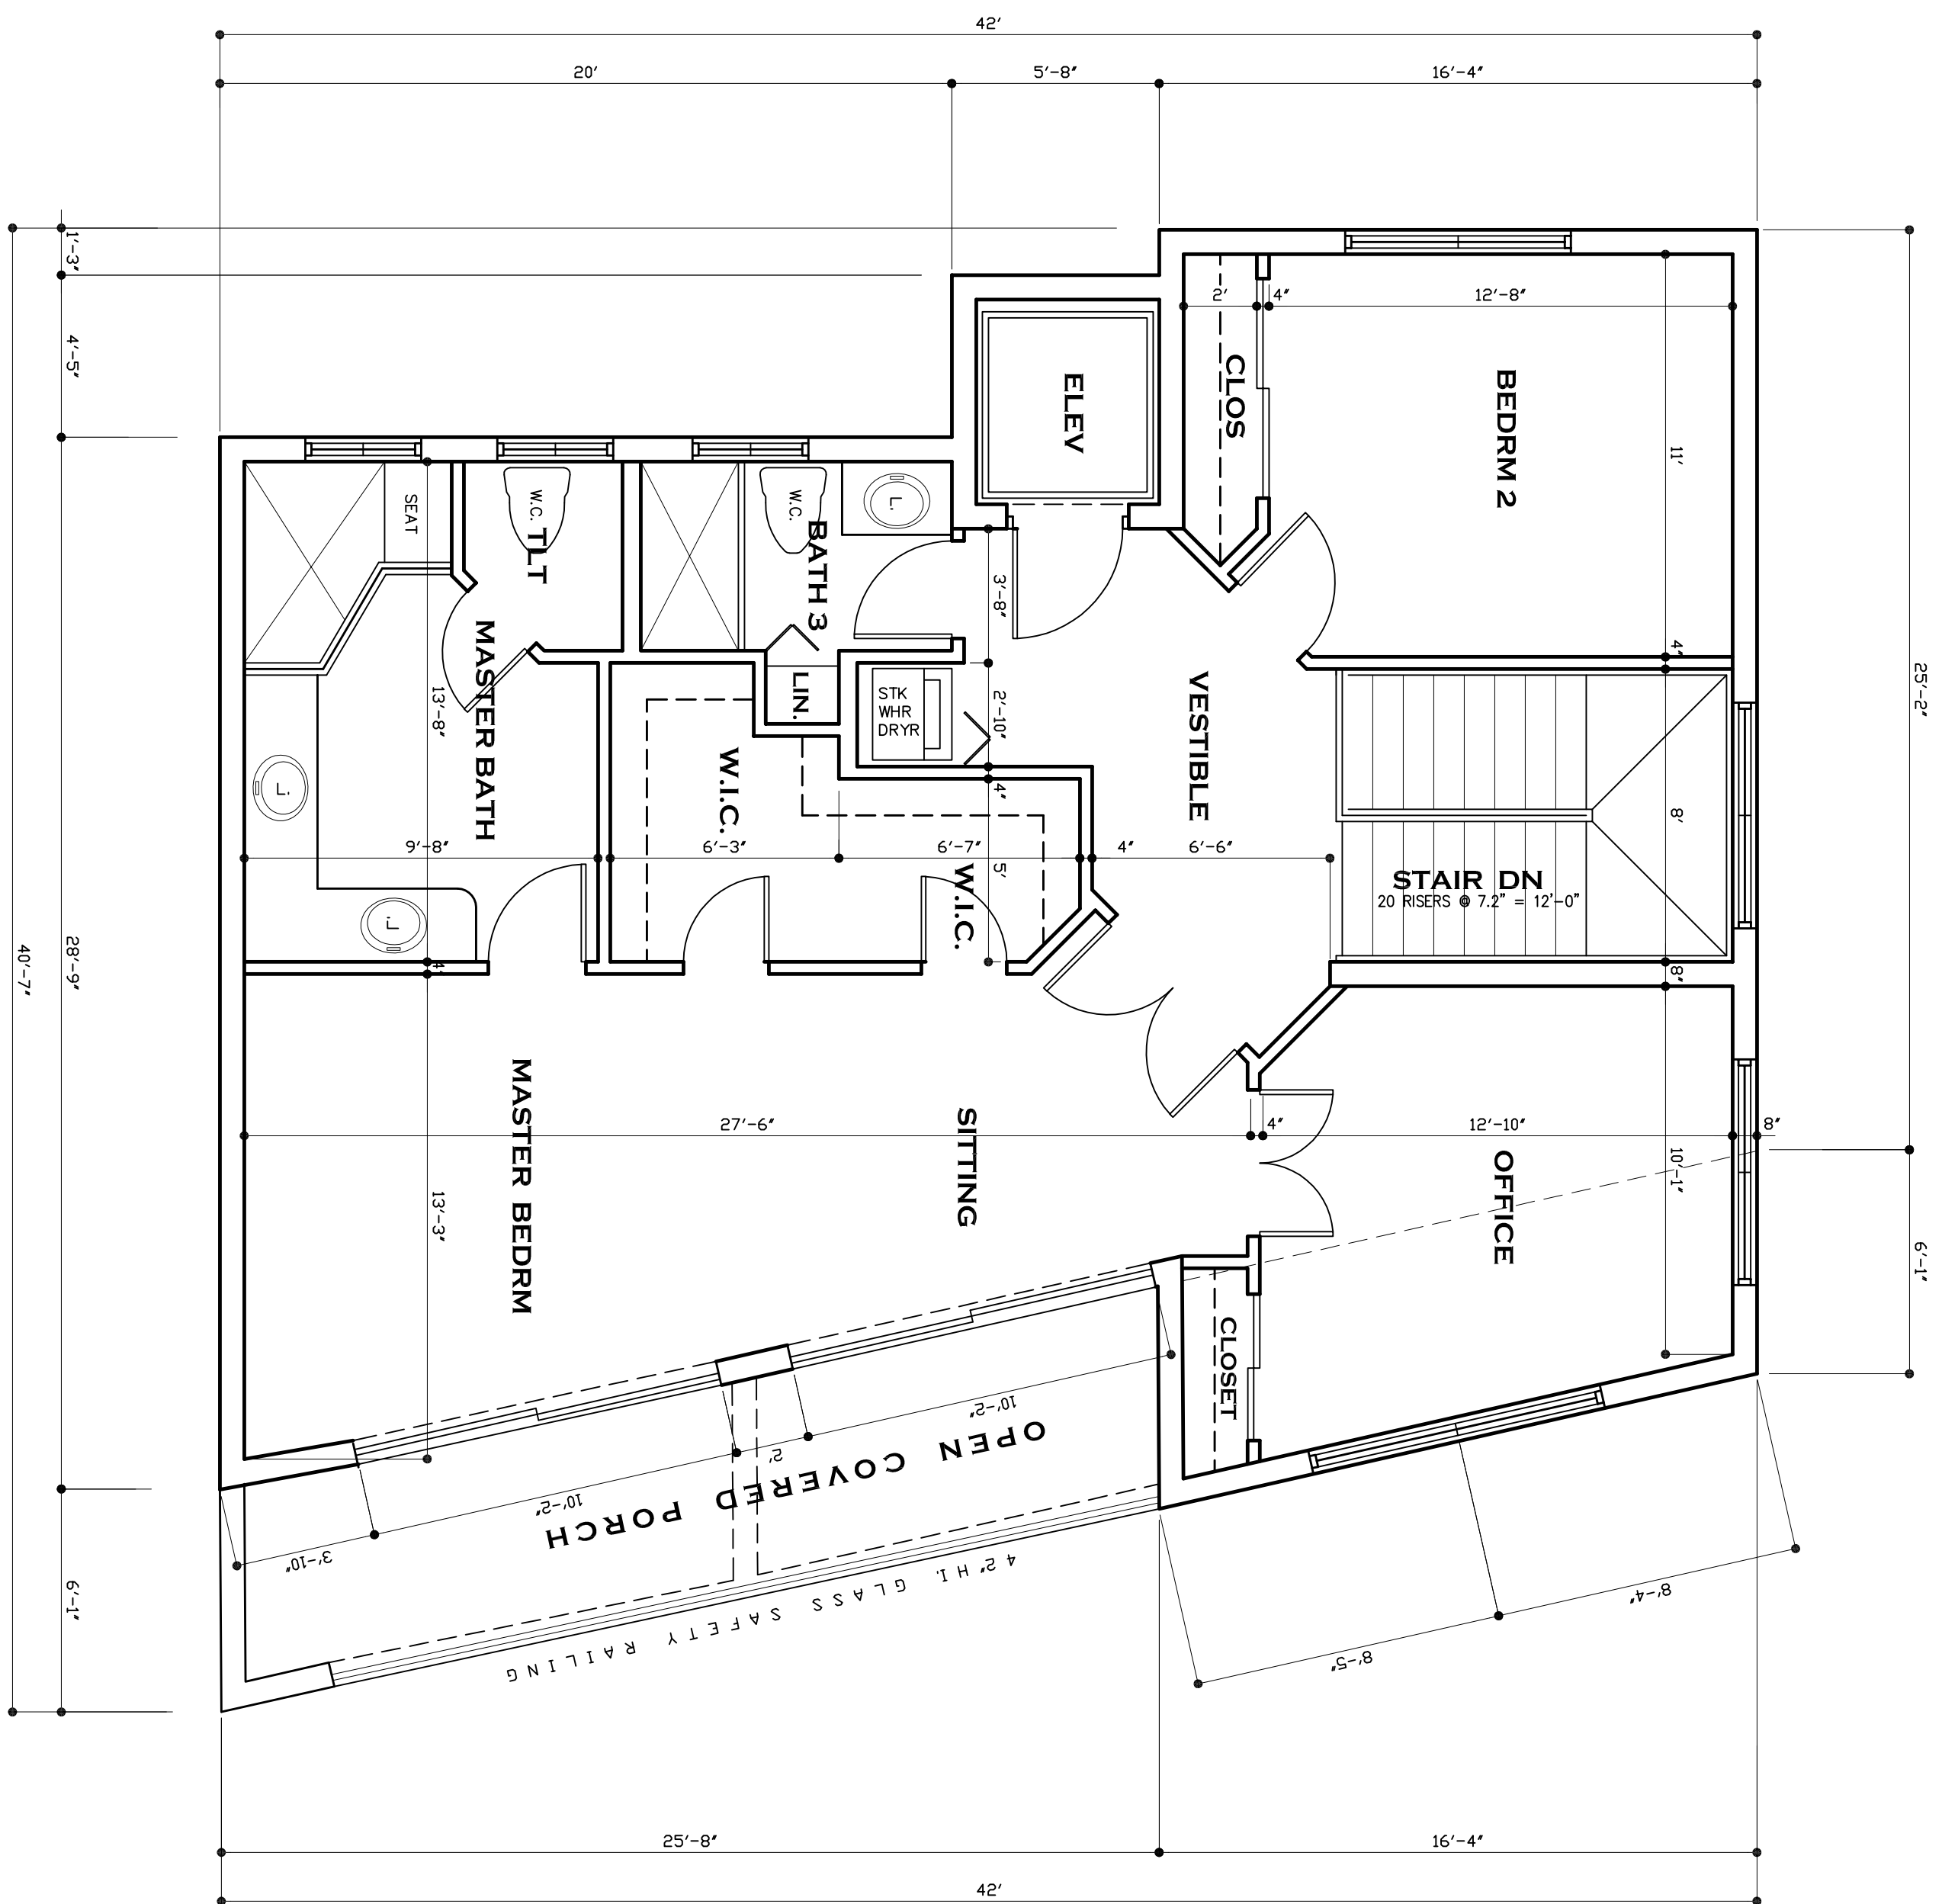 42'
20'
5'-8"
16'-4"
1'-3"
4'-5"
28'-9"
6'-1"
40'-7"
25'-2"
6'-1"
2'
4"
12'-8"
11'
CLOS
BEDRM 2
ELEV
SEAT
W.C.
TLT
W.C.
BATH 3
L.
3'-8"
4"
MASTER BATH
13'-8"
LIN.
STK
WHR
DRYR
2'-10"
VESTIBLE
8'
W.I.C.
4"
L.
9'-8"
6'-3"
6'-7"
4"
6'-6"
5'
W.I.C.
STAIR DN
20 RISERS @ 7.2" = 12'-0"
L.
4"
8"
MASTER BEDRM
SITTING
27'-6"
4"
12'-10"
8"
OFFICE
10'-1"
13'-3"
CLOSET
10'-2"
2'
10'-2"
3'-10"
OPEN COVERED PORCH
42" HI. GLASS SAFETY RAILING
8'-4"
8'-5"
25'-8"
16'-4"
42'